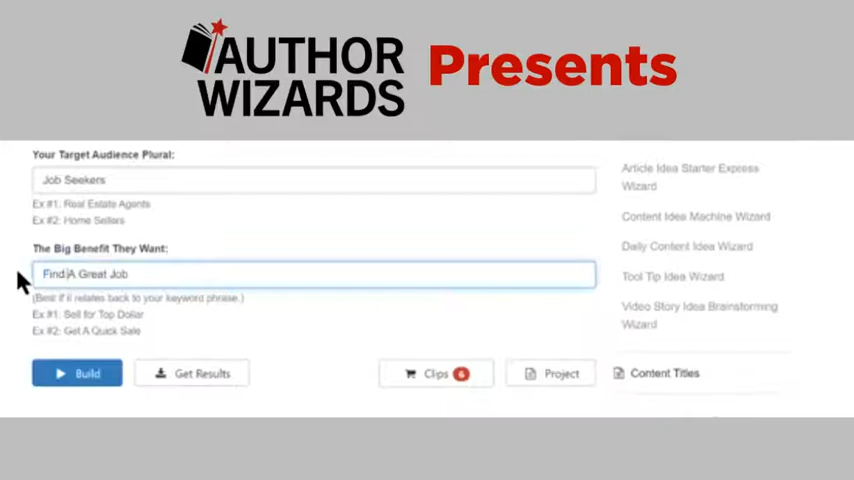 AUTHOR
WIZARDS
Presents
Your Target Audience Plural:
Job Seekers
Ex #1: Real Estate Agents
Ex #2: Home Sellers
The Big Benefit They Want:
Find A Great Job
(Best if it relates back to your keyword phrase.)
Ex #1: Sell for Top Dollar
Ex #2: Get A Quick Sale
Build
Get Results
Clips 6
Project
Article Idea Starter Express
Wizard
Content Idea Machine Wizard
Daily Content Idea Wizard
Tool Tip Idea Wizard
Video Story Idea Brainstorming
Wizard
Content Titles